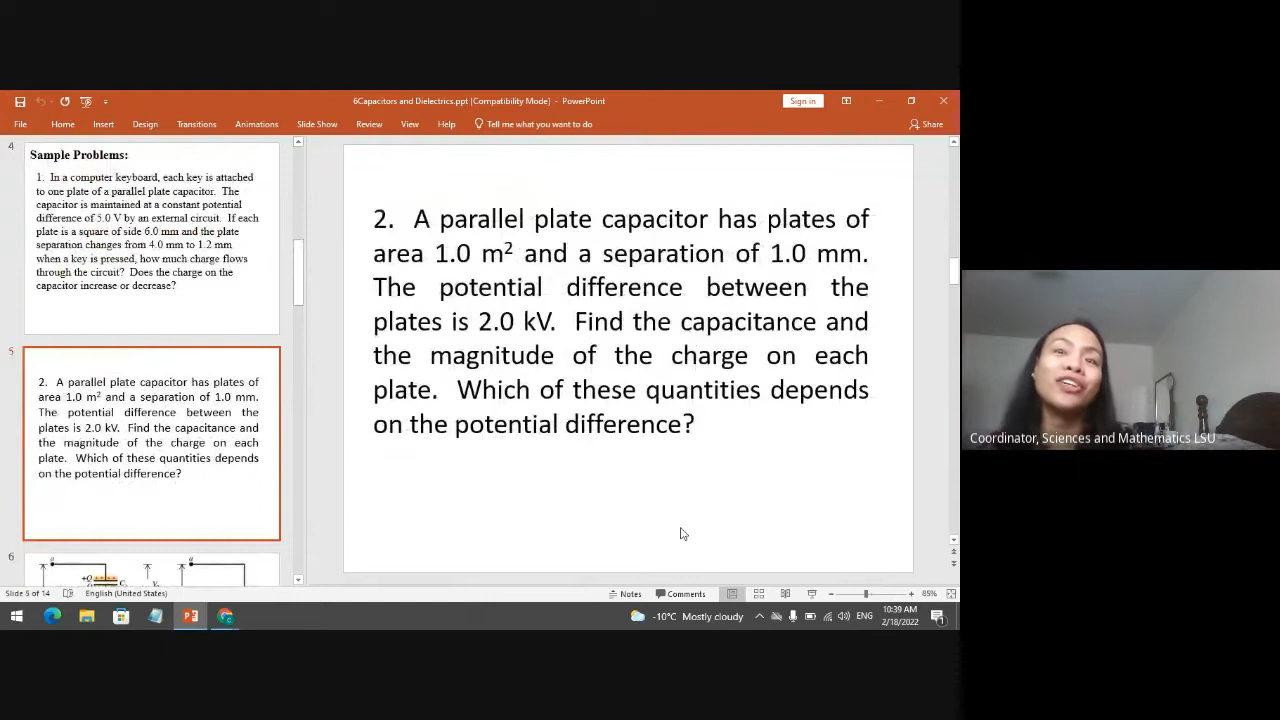 6Capacitors and Dielectrics.ppt [Compatibility Mode] - PowerPoint
Sign in
File Home Insert Design Transitions Animations Slide Show Review View Help Tell me what you want to do Share
4
Sample Problems:
1. In a computer keyboard, each key is attached
to one plate of a parallel plate capacitor. The
capacitor is maintained at a constant potential
difference of 5.0 V by an external circuit. If each
plate is a square of side 6.0 mm and the plate
separation changes from 4.0 mm to 1.2 mm
when a key is pressed, how much charge flows
through the circuit? Does the charge on the
capacitor increase or decrease?
5
2. A parallel plate capacitor has plates of
area 1.0 m² and a separation of 1.0 mm.
The potential difference between the
plates is 2.0 kV. Find the capacitance and
the magnitude of the charge on each
plate. Which of these quantities depends
on the potential difference?
6
a
+Q
a
2. A parallel plate capacitor has plates of
area 1.0 m² and a separation of 1.0 mm.
The potential difference between the
plates is 2.0 kV. Find the capacitance and
the magnitude of the charge on each
plate. Which of these quantities depends
on the potential difference?
Coordinator, Sciences and Mathematics LSU
Slide 5 of 14 English (United States) Notes Comments 85%
-10°C Mostly cloudy ENG
10:39 AM
2/18/2022
1